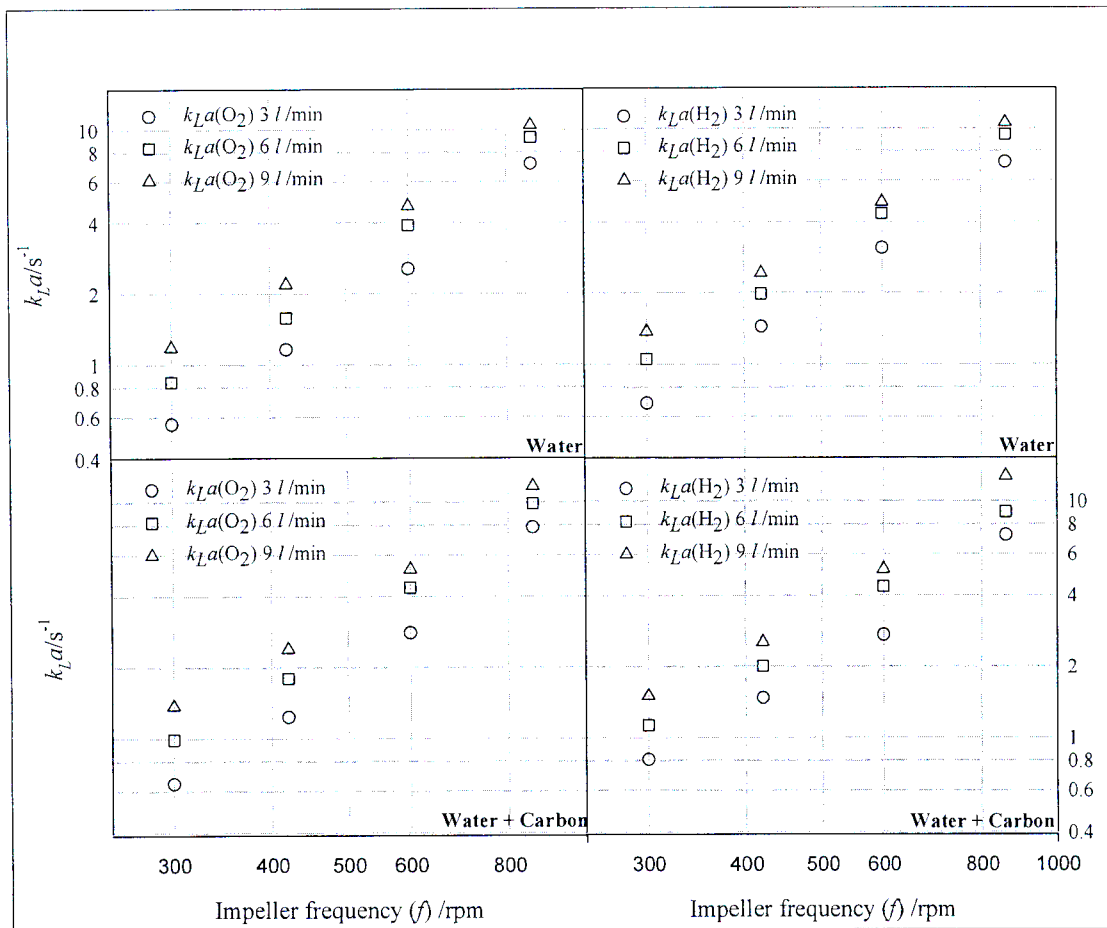 k_La(O2) 3 l/min
k_La(O2) 6 l/min
k_La(O2) 9 l/min
10
8
6
4
2
1
0.8
0.6
0.4
k_La/s^-1
Water
k_La(H2) 3 l/min
k_La(H2) 6 l/min
k_La(H2) 9 l/min
Water
k_La(O2) 3 l/min
k_La(O2) 6 l/min
k_La(O2) 9 l/min
k_La/s^-1
Water + Carbon
k_La(H2) 3 l/min
k_La(H2) 6 l/min
k_La(H2) 9 l/min
10
8
6
4
2
1
0.8
0.6
0.4
Water + Carbon
300 400 500 600 800
300 400 500 600 800 1000
Impeller frequency (f) /rpm
Impeller frequency (f) /rpm